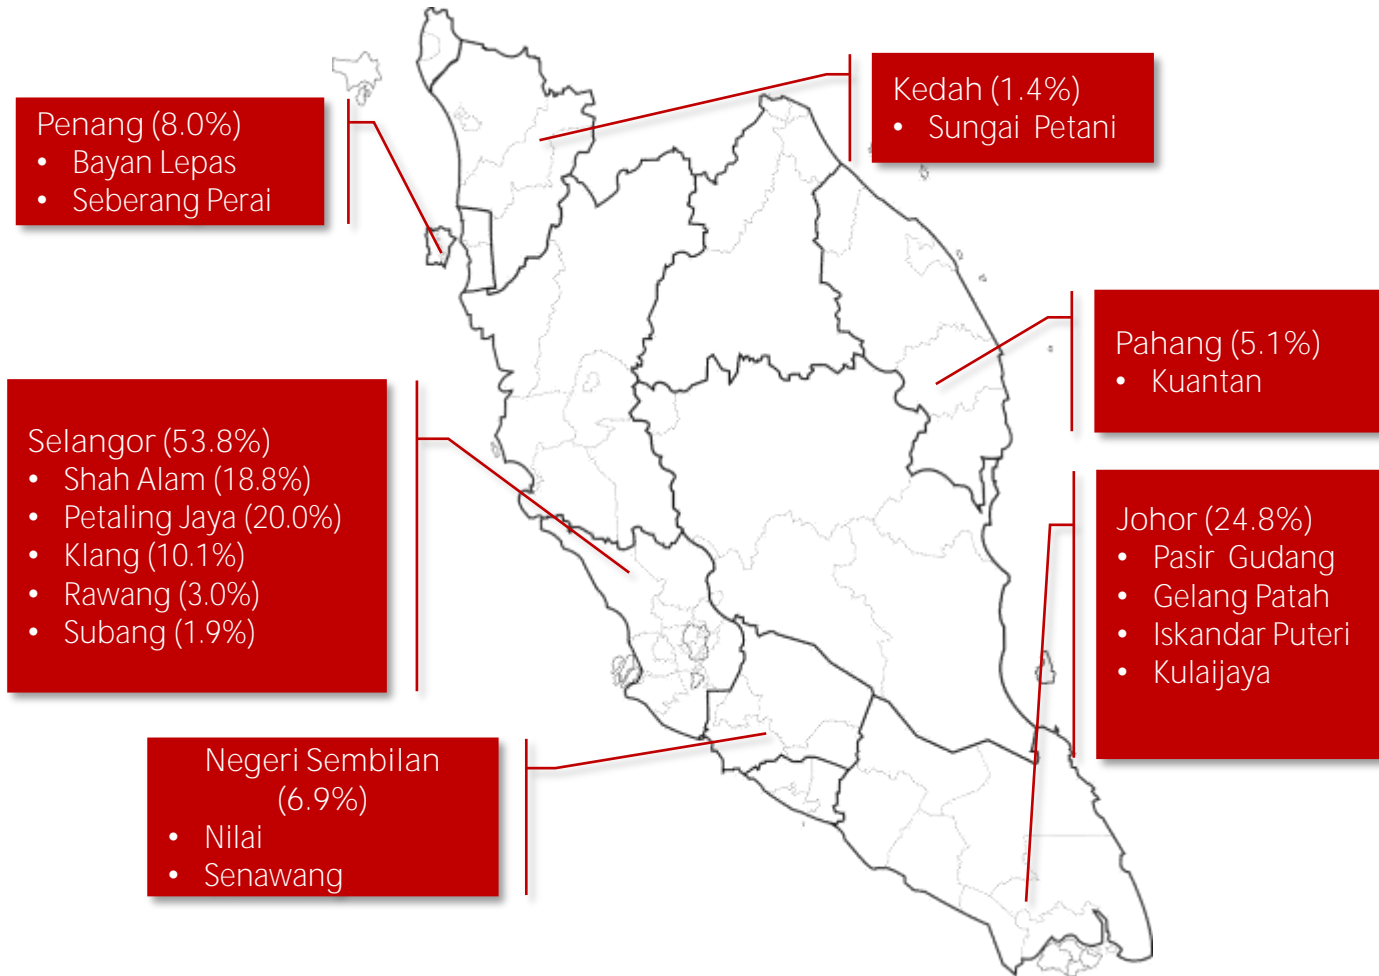 Penang (8.0%)
• Bayan Lepas
• Seberang Perai
Kedah (1.4%)
• Sungai Petani
Pahang (5.1%)
• Kuantan
Selangor (53.8%)
• Shah Alam (18.8%)
• Petaling Jaya (20.0%)
• Klang (10.1%)
• Rawang (3.0%)
• Subang (1.9%)
Johor (24.8%)
• Pasir Gudang
• Gelang Patah
• Iskandar Puteri
• Kulaijaya
Negeri Sembilan
(6.9%)
• Nilai
• Senawang